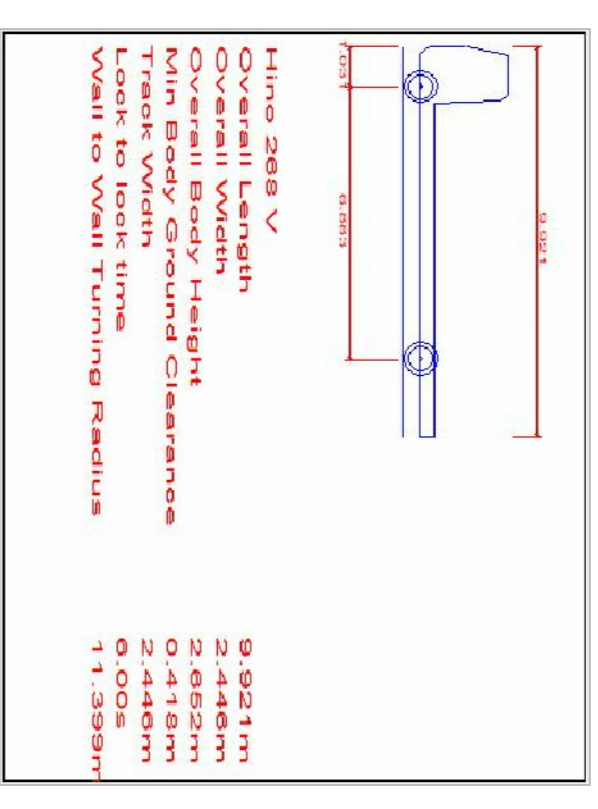 9.921
1.031
6.883
Hino 268 V
Overall Length 9.921m
Overall Width 2.446m
Overall Body Height 2.652m
Min Body Ground Clearance 0.418m
Track Width 2.446m
Lock to lock time 6.00s
Wall to Wall Turning Radius 11.399m